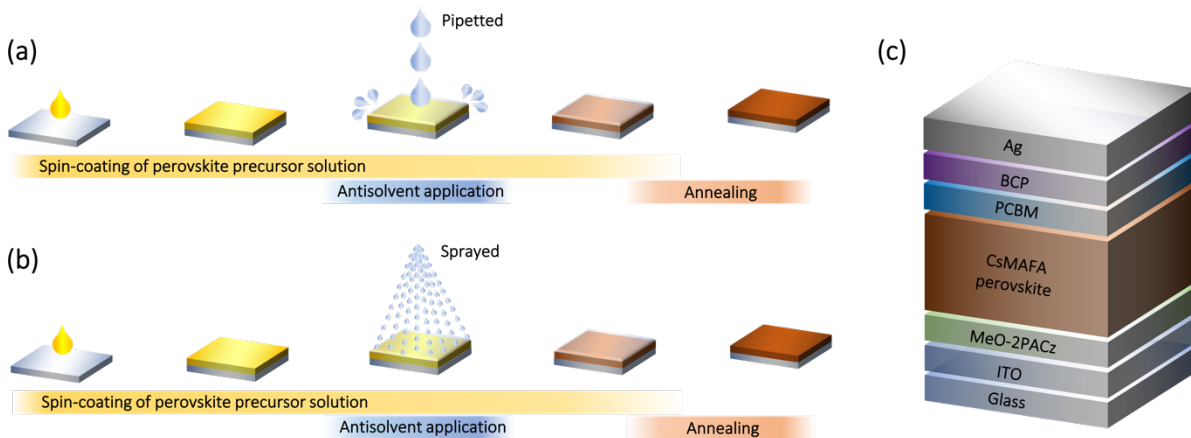 (a)
Pipetted
Spin-coating of perovskite precursor solution
Antisolvent application
Annealing
(b)
Sprayed
Spin-coating of perovskite precursor solution
Antisolvent application
Annealing
(c)
Ag
BCP
PCBM
CsMAFA
perovskite
MeO-2PACz
ITO
Glass